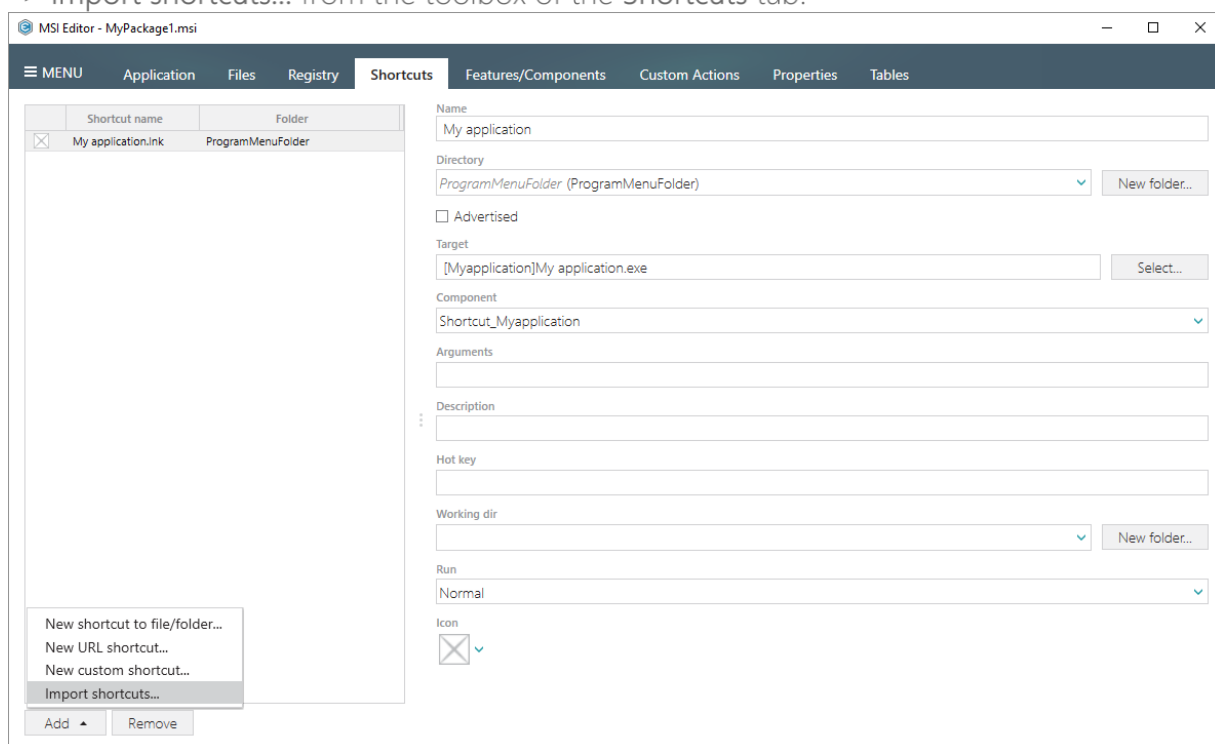 Import shortcuts... from the toolbox of the Shortcuts tab.
MSI Editor - MyPackage1.msi
MENU Application Files Registry Shortcuts Features/Components Custom Actions Properties Tables
Shortcut name Folder
My application.lnk ProgramMenuFolder
Name
My application
Directory
ProgramMenuFolder (ProgramMenuFolder) New folder...
Advertised
Target
[Myapplication]My application.exe Select...
Component
Shortcut_Myapplication
Arguments
Description
Hot key
Working dir
New folder...
Run
Normal
Icon
New shortcut to file/folder...
New URL shortcut...
New custom shortcut...
Import shortcuts...
Add Remove